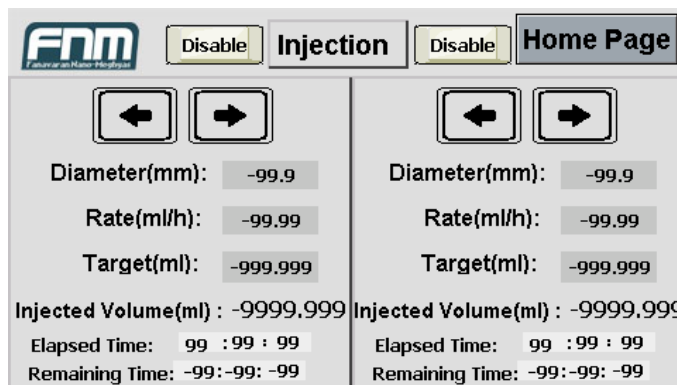 FNM
Fanavaran Nano-Meghyas
Disable Injection Disable Home Page
Diameter(mm): -99.9 Diameter(mm): -99.9
Rate(ml/h): -99.99 Rate(ml/h): -99.99
Target(ml): -999.999 Target(ml): -999.999
Injected Volume(ml) : -9999.999 Injected Volume(ml) : -9999.999
Elapsed Time: 99 :99 : 99 Elapsed Time: 99 :99 : 99
Remaining Time: -99:-99: -99 Remaining Time: -99:-99: -99